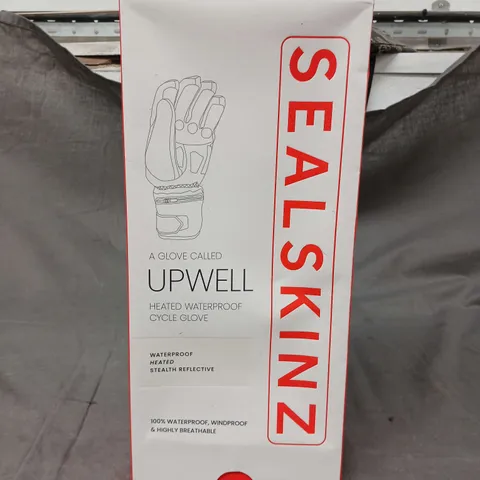 A GLOVE CALLED
UPWELL
HEATED WATERPROOF
CYCLE GLOVE
WATERPROOF
HEATED
STEALTH REFLECTIVE
100% WATERPROOF, WINDPROOF
& HIGHLY BREATHABLE
SEALSKINZ